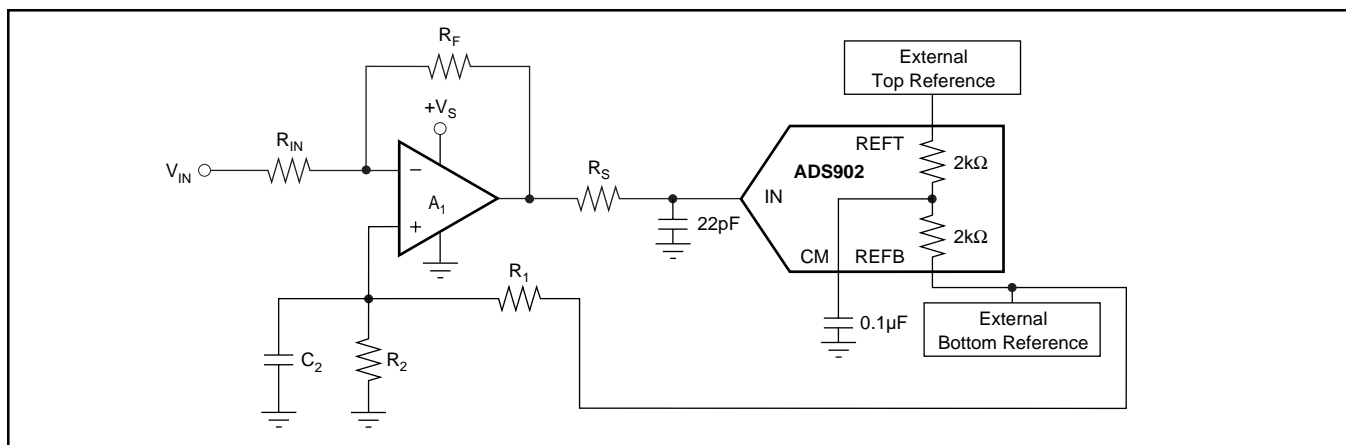 R_F
External
Top Reference
+V_S
R_IN
REFT
V_IN
−
R_S
ADS902
2kΩ
A_1
IN
+
22pF
2kΩ
CM
REFB
R_1
0.1µF
External
Bottom Reference
C_2
R_2